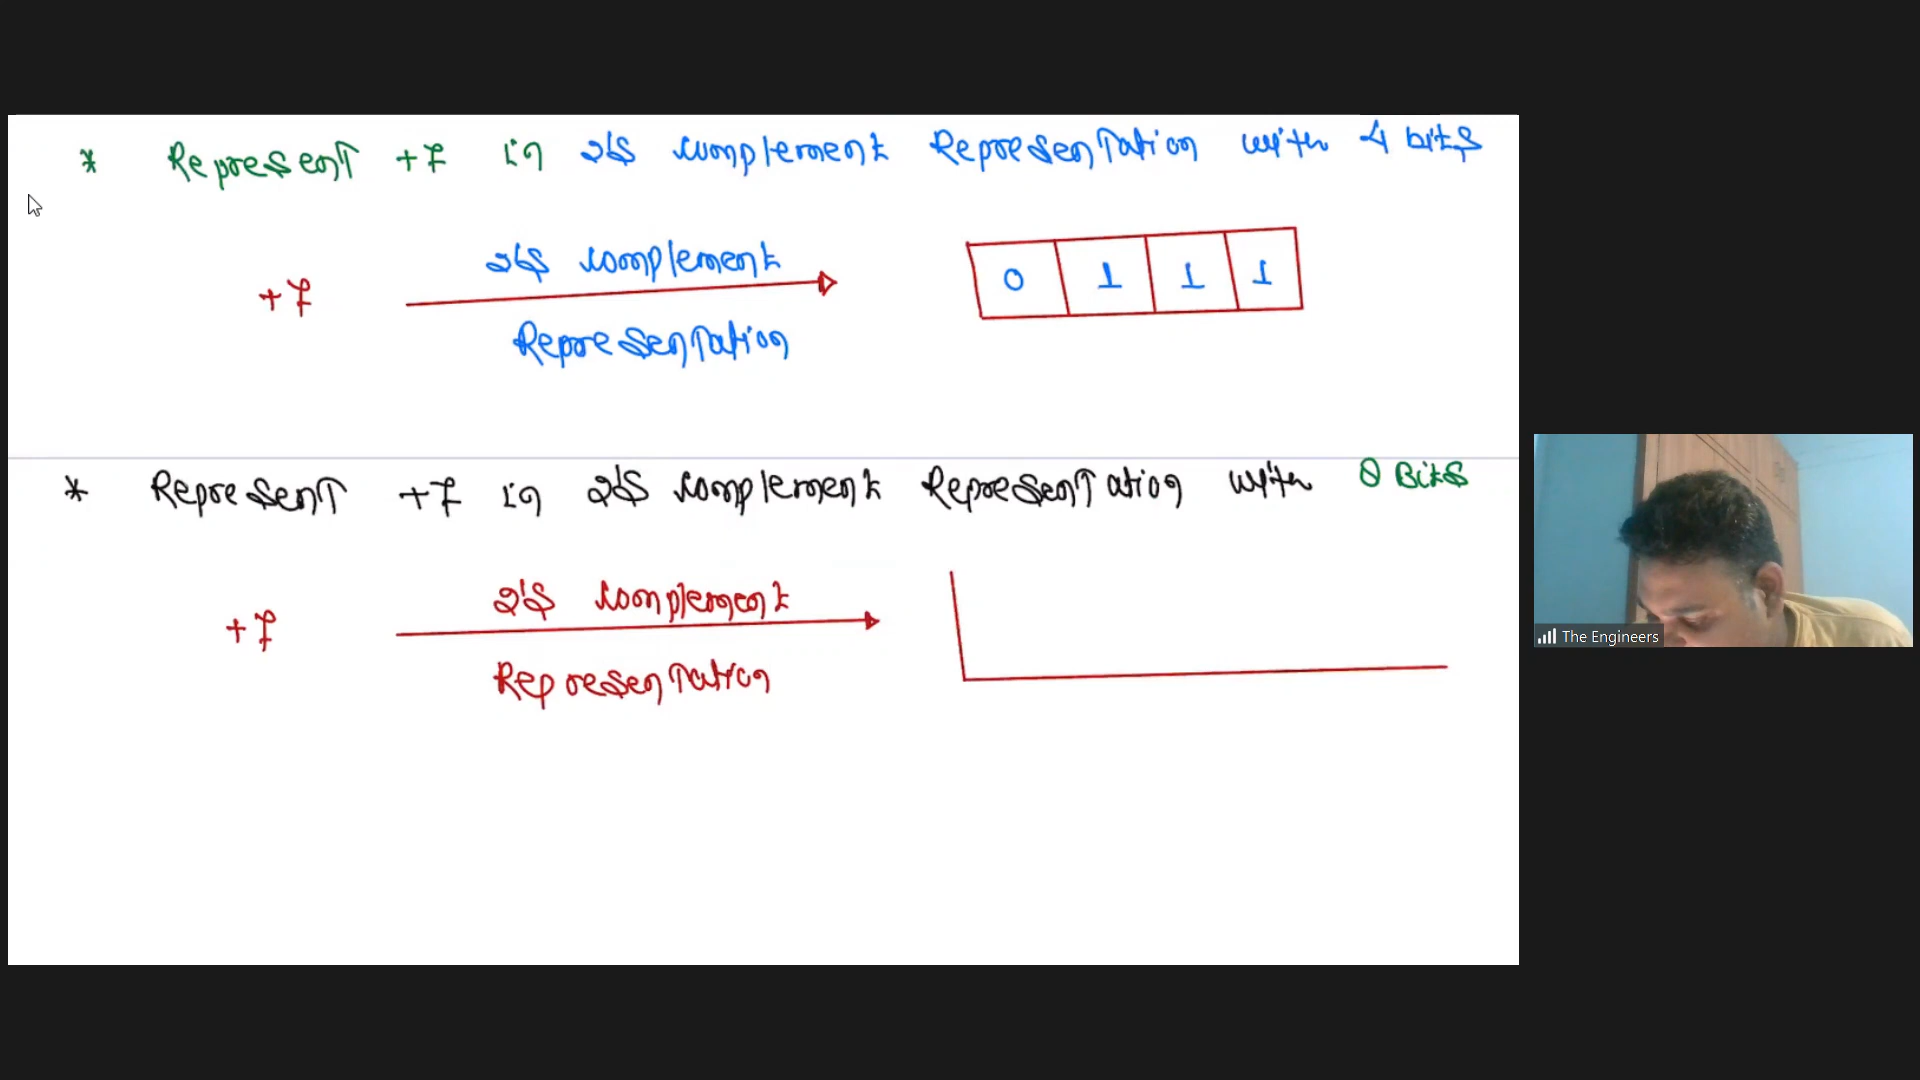 * Represent +7 in 2's complement Representation with 4 bits
2's complement
+7
0 1 1 1
Representation
* Represent +7 in 2's complement Representation with 8 Bits
2's complement
+7
Representation
The Engineers